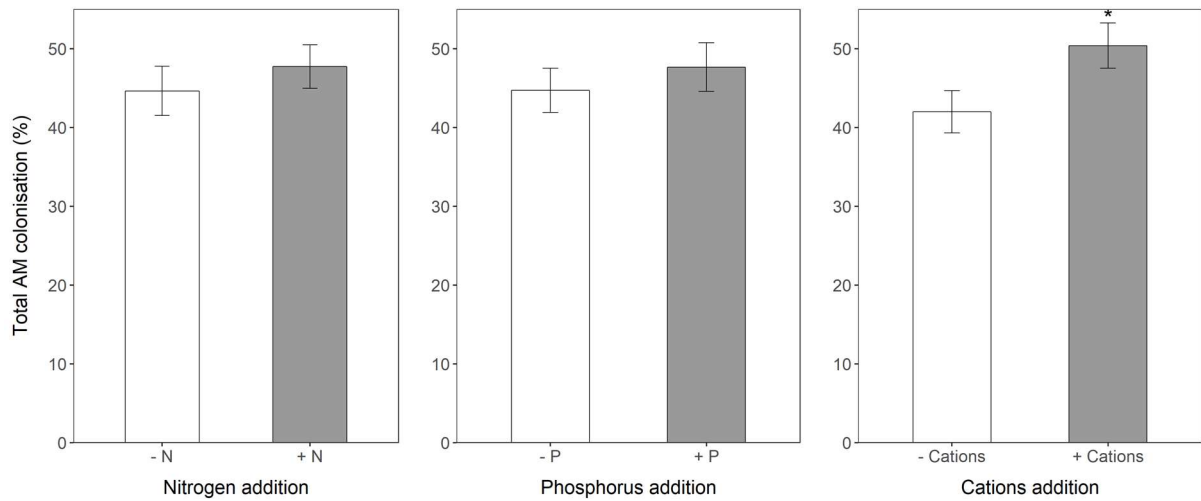 Total AM colonisation (%)
50
40
30
20
10
0
- N
+ N
Nitrogen addition
50
40
30
20
10
0
- P
+ P
Phosphorus addition
*
50
40
30
20
10
0
- Cations
+ Cations
Cations addition